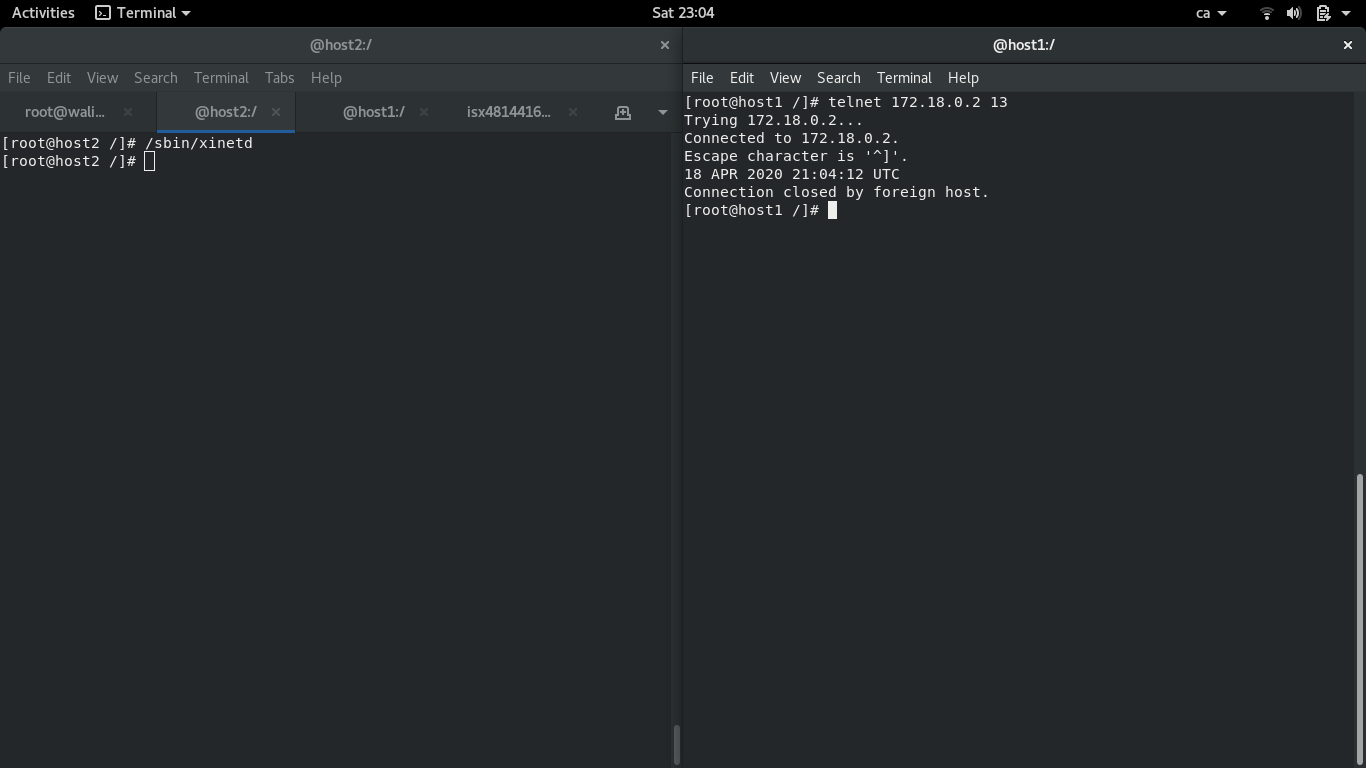 Activities Terminal Sat 23:04 ca
@host2:/
File Edit View Search Terminal Tabs Help
root@wali... @host2:/ @host1:/ isx4814416...
[root@host2 /]# /sbin/xinetd
[root@host2 /]#
@host1:/
File Edit View Search Terminal Help
[root@host1 /]# telnet 172.18.0.2 13
Trying 172.18.0.2...
Connected to 172.18.0.2.
Escape character is '^]'.
18 APR 2020 21:04:12 UTC
Connection closed by foreign host.
[root@host1 /]#